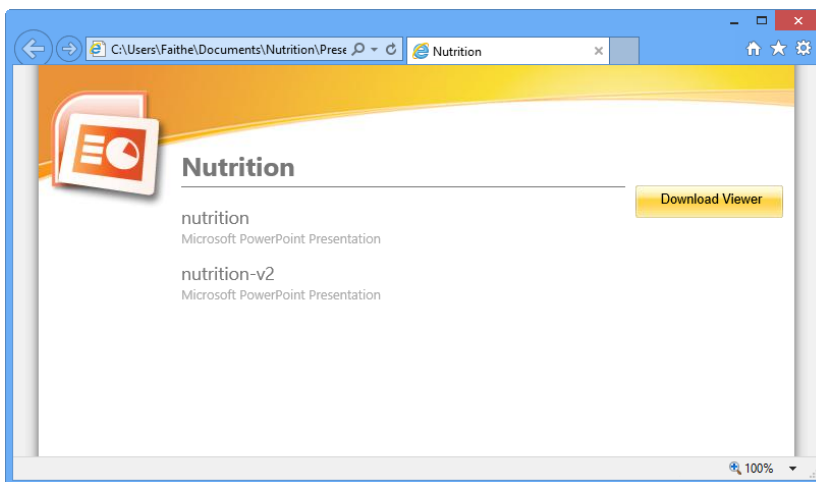 C:\Users\Faithe\Documents\Nutrition\Prese
Nutrition
Nutrition
Download Viewer
nutrition
Microsoft PowerPoint Presentation
nutrition-v2
Microsoft PowerPoint Presentation
100%